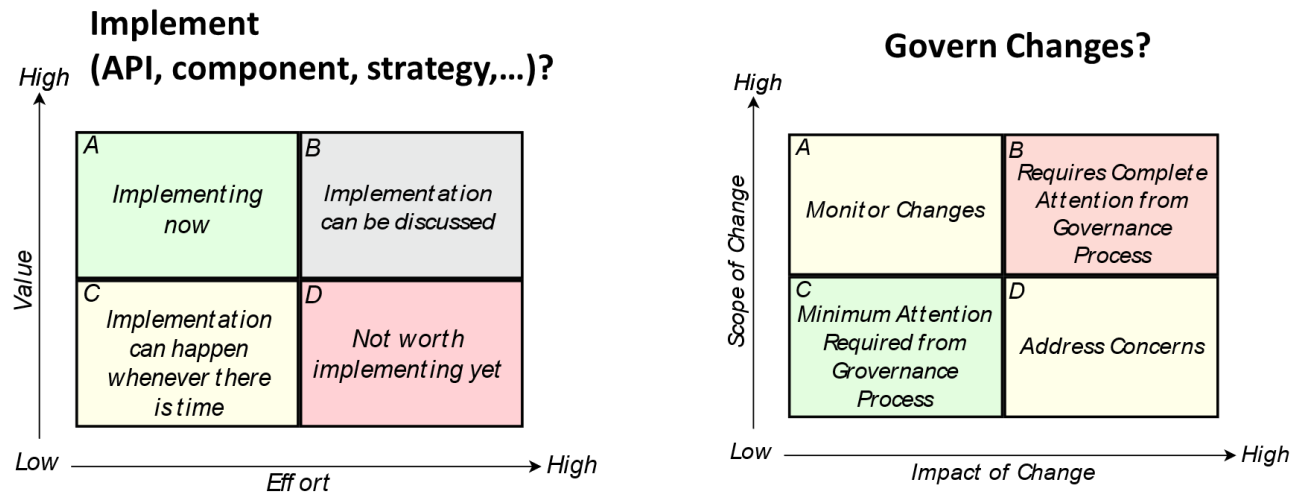 Implement
(API, component, strategy,...)?
High
Value
A
Implementing
now
B
Implementation
can be discussed
C
Implementation
can happen
whenever there
is time
D
Not worth
implementing yet
Low
Effort
High
Govern Changes?
High
Scope of Change
A
Monitor Changes
B
Requires Complete
Attention from
Governance
Process
C
Minimum Attention
Required from
Grovernance
Process
D
Address Concerns
Low
Impact of Change
High